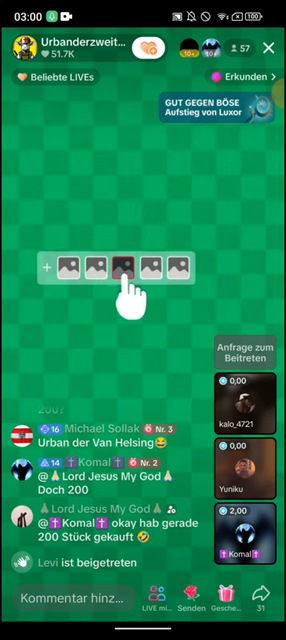 03:00
100
Urbanderzweit...
51.7K
10+
57
Beliebte LIVEs
Erkunden >
GUT GEGEN BÖSE
Aufstieg von Luxor
Anfrage zum
Beitreten
0,00
kalo_4721
0,00
Yuniku
2,00
✝️Komal✝️
200?
16 Michael Sollak Nr. 3
Urban der Van Helsing😂
14 ✝️Komal✝️ Nr. 2
@🙏Lord Jesus My God🙏
Doch 200
🙏Lord Jesus My God🙏
@✝️Komal✝️ okay hab gerade
200 Stück gekauft 🤣
Levi ist beigetreten
Kommentar hinz...
LIVE mi...
Senden
Gesche...
31